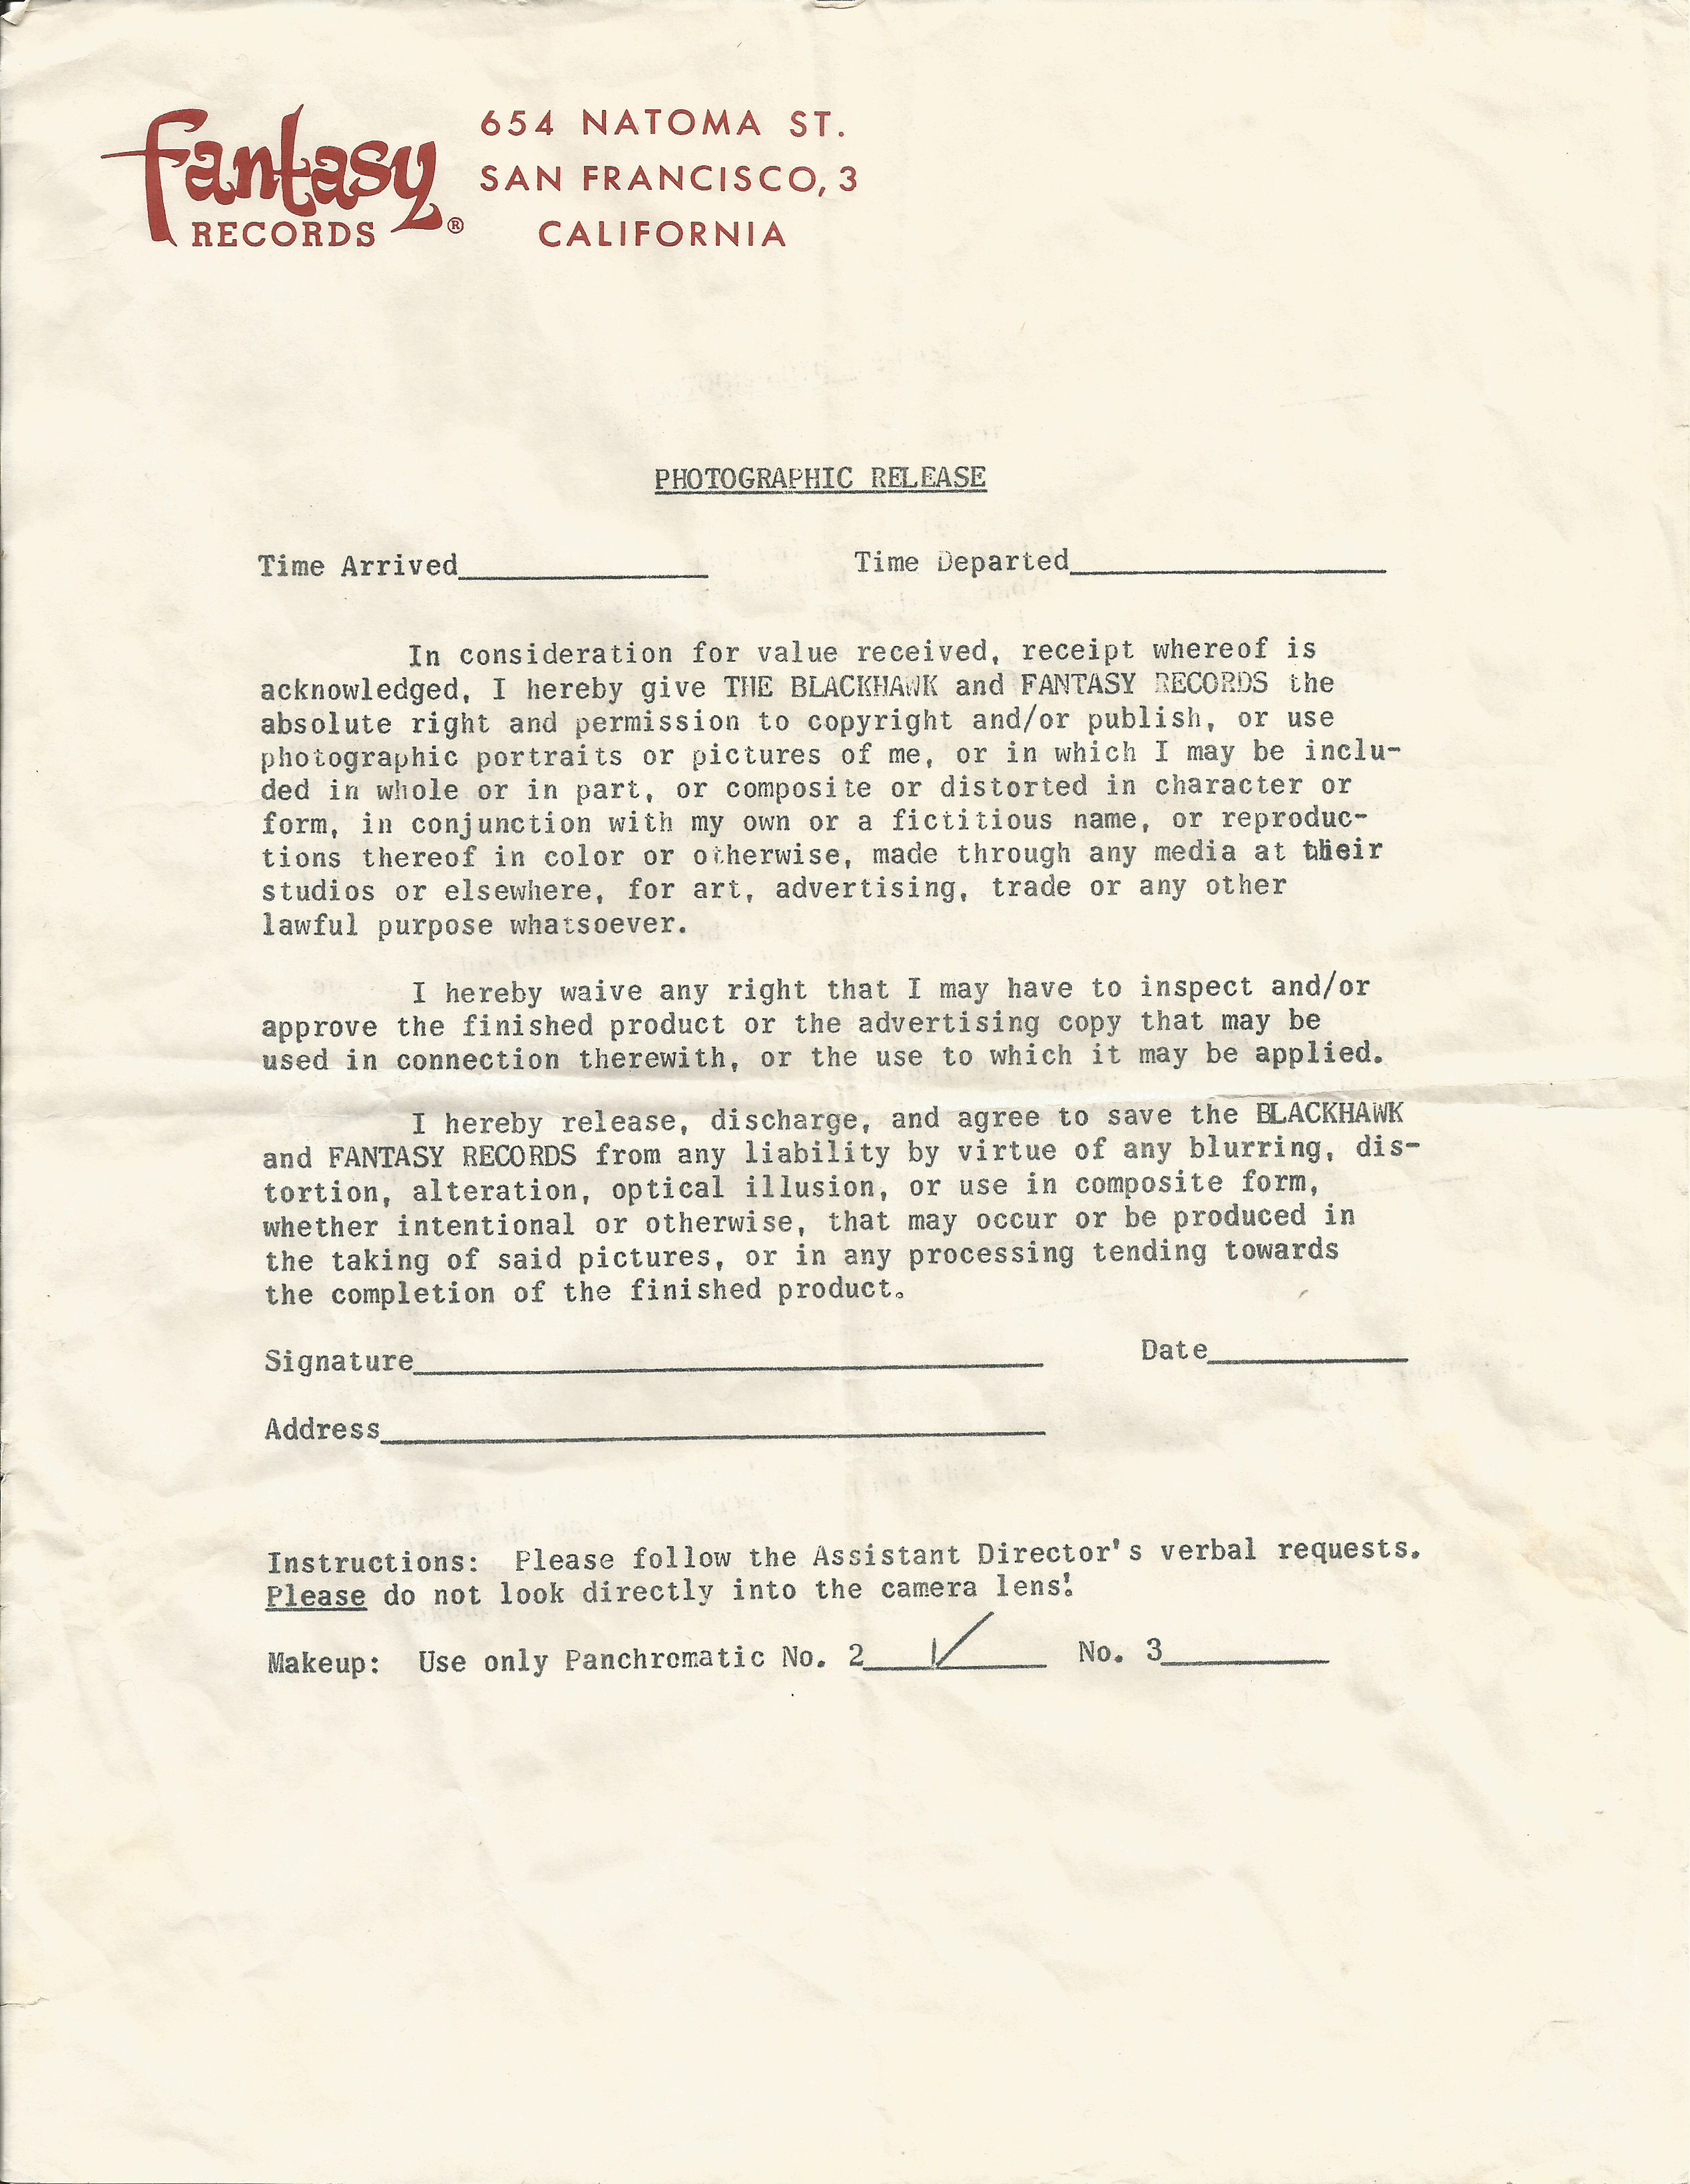 fantasy
RECORDS ®
654 NATOMA ST.
SAN FRANCISCO, 3
CALIFORNIA
PHOTOGRAPHIC RELEASE
Time Arrived_______________ Time Departed___________________
In consideration for value received, receipt whereof is
acknowledged, I hereby give THE BLACKHAWK and FANTASY RECORDS the
absolute right and permission to copyright and/or publish, or use
photographic portraits or pictures of me, or in which I may be inclu-
ded in whole or in part, or composite or distorted in character or
form, in conjunction with my own or a fictitious name, or reproduc-
tions thereof in color or otherwise, made through any media at their
studios or elsewhere, for art, advertising, trade or any other
lawful purpose whatsoever.
I hereby waive any right that I may have to inspect and/or
approve the finished product or the advertising copy that may be
used in connection therewith, or the use to which it may be applied.
I hereby release, discharge, and agree to save the BLACKHAWK
and FANTASY RECORDS from any liability by virtue of any blurring, dis-
tortion, alteration, optical illusion, or use in composite form,
whether intentional or otherwise, that may occur or be produced in
the taking of said pictures, or in any processing tending towards
the completion of the finished product.
Signature______________________________________ Date____________
Address________________________________________
Instructions: Please follow the Assistant Director's verbal requests.
Please do not look directly into the camera lens!
Makeup: Use only Panchromatic No. 2____✓______ No. 3__________